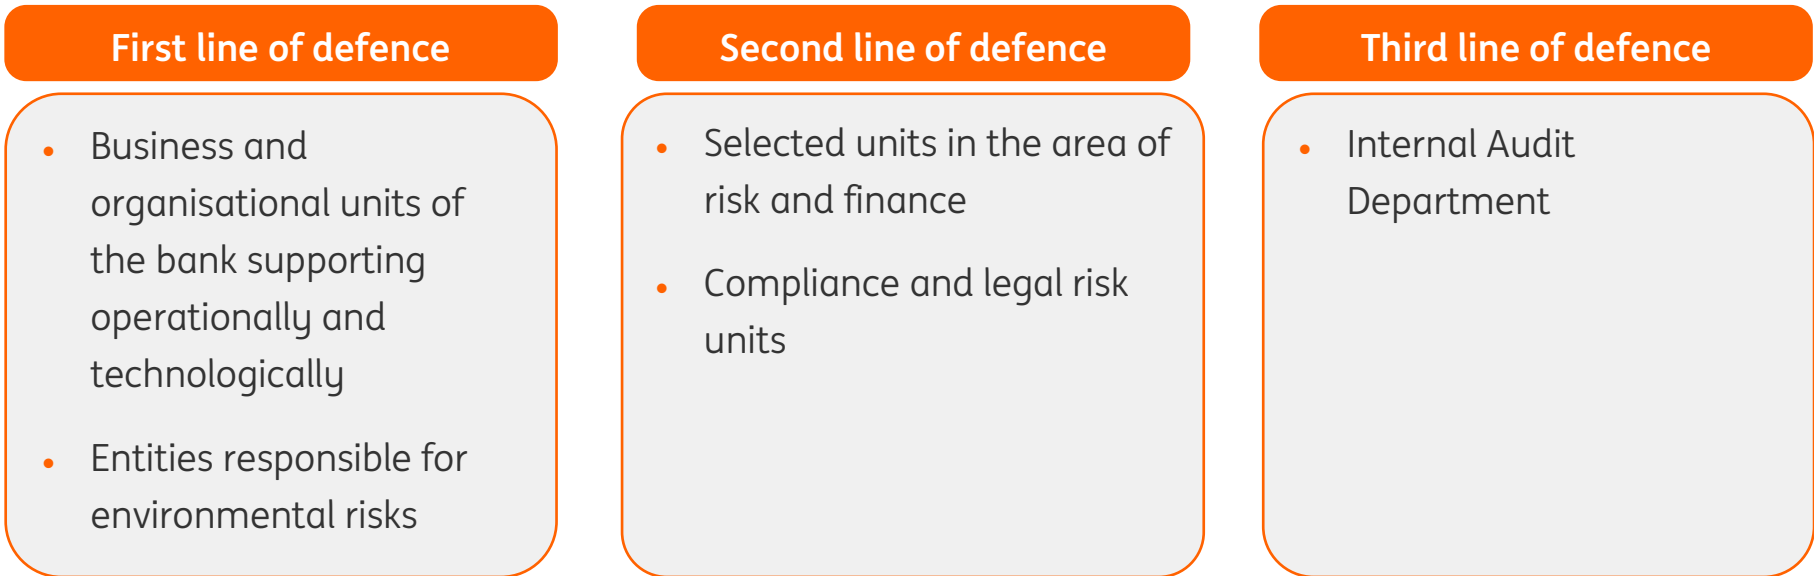 First line of defence
• Business and
organisational units of
the bank supporting
operationally and
technologically
• Entities responsible for
environmental risks
Second line of defence
• Selected units in the area of
risk and finance
• Compliance and legal risk
units
Third line of defence
• Internal Audit
Department